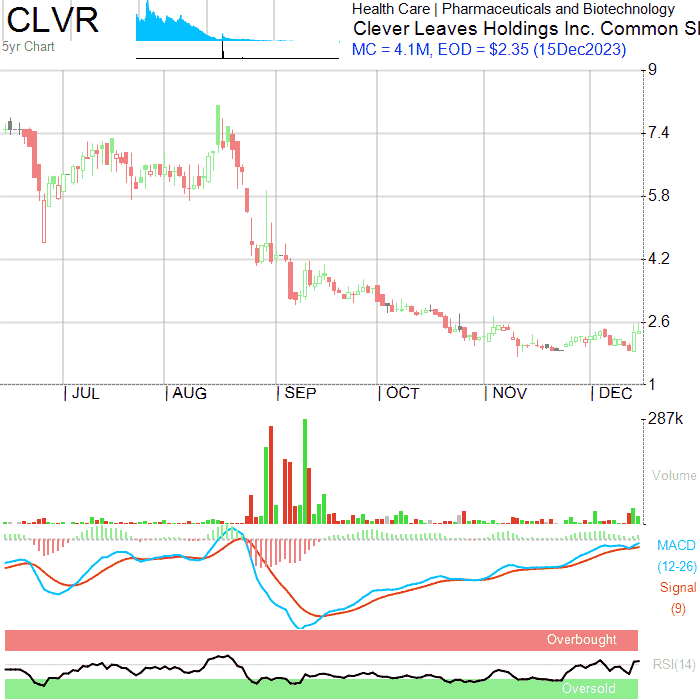 CLVR
5yr Chart
Health Care | Pharmaceuticals and Biotechnology
Clever Leaves Holdings Inc. Common S
MC = 4.1M, EOD = $2.35 (15Dec2023)
9
7.4
5.8
4.2
2.6
1
JUL AUG SEP OCT NOV DEC
287k
Volume
MACD
(12-26)
Signal
(9)
Overbought
RSI(14)
Oversold